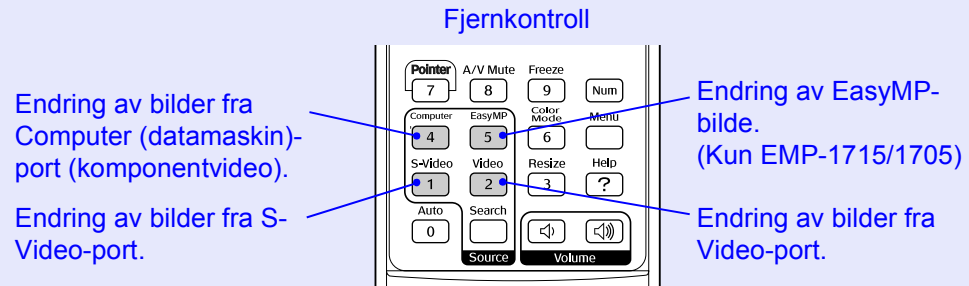 Fjernkontroll
Endring av bilder fra
Computer (datamaskin)-
port (komponentvideo).
Endring av bilder fra S-
Video-port.
Pointer A/V Mute Freeze
7 8 9 Num
Computer EasyMP Color Mode Menu
4 5 6
S-Video Video Resize Help
1 2 3 ?
Auto Search
0
Source Volume
Endring av EasyMP-
bilde.
(Kun EMP-1715/1705)
Endring av bilder fra
Video-port.